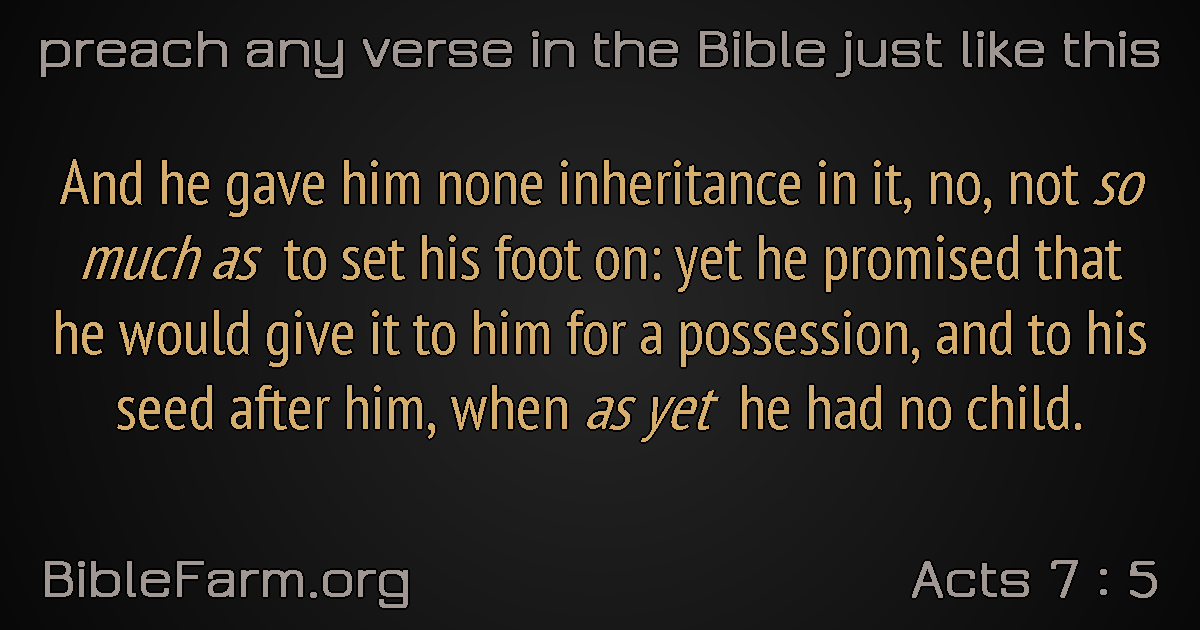 preach any verse in the Bible just like this
And he gave him none inheritance in it, no, not so
much as to set his foot on: yet he promised that
he would give it to him for a possession, and to his
seed after him, when as yet he had no child.
BibleFarm.org
Acts 7 : 5